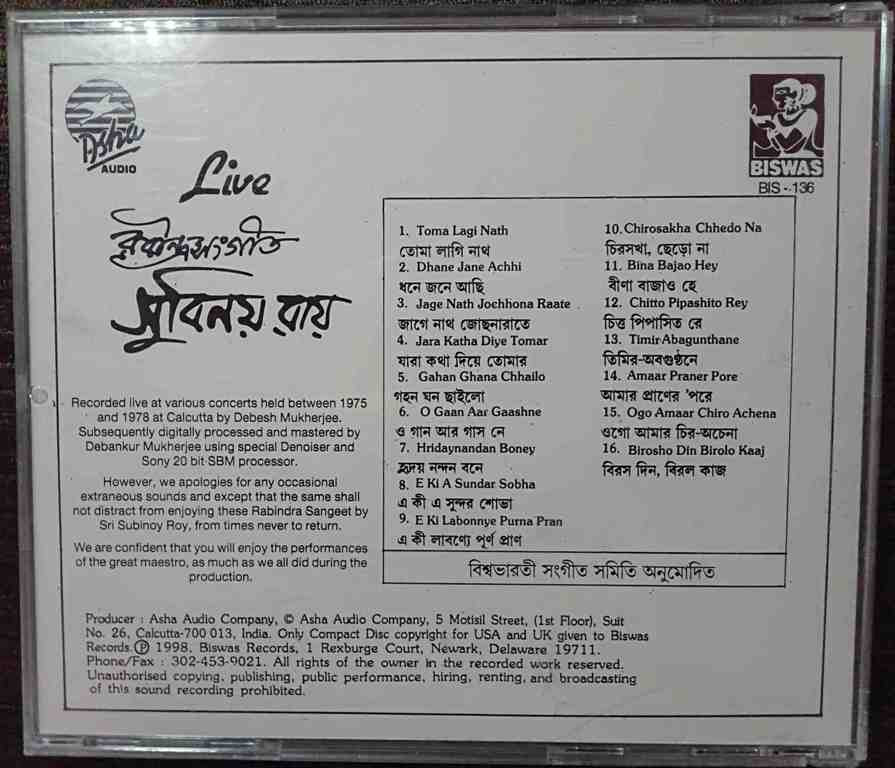 Asha
AUDIO
BISWAS
BIS - 136
Live
রবীন্দ্রসংগীত
সুবিনয় রায়
Recorded live at various concerts held between 1975
and 1978 at Calcutta by Debesh Mukherjee.
Subsequently digitally processed and mastered by
Debankur Mukherjee using special Denoiser and
Sony 20 bit SBM processor.
However, we apologies for any occasional
extraneous sounds and except that the same shall
not distract from enjoying these Rabindra Sangeet by
Sri Subinoy Roy, from times never to return.
We are confident that you will enjoy the performances
of the great maestro, as much as we all did during the
production.
1. Toma Lagi Nath
তোমা লাগি নাথ
2. Dhane Jane Achhi
ধনে জনে আছি
3. Jage Nath Jochhona Raate
জাগে নাথ জোছনারাতে
4. Jara Katha Diye Tomar
যারা কথা দিয়ে তোমার
5. Gahan Ghana Chhailo
গহন ঘন ছাইলো
6. O Gaan Aar Gaashne
ও গান আর গাস নে
7. Hridaynandan Boney
হৃদয় নন্দন বনে
8. E Ki A Sundar Sobha
এ কী এ সুন্দর শোভা
9. E Ki Labonnye Purna Pran
এ কী লাবণ্যে পূর্ণ প্রাণ
10. Chirosakha Chhedo Na
চিরসখা, ছেড়ো না
11. Bina Bajao Hey
বীণা বাজাও হে
12. Chitto Pipashito Rey
চিত্ত পিপাসিত রে
13. Timir Abagunthane
তিমির-অবগুণ্ঠনে
14. Amaar Praner Pore
আমার প্রাণের 'পরে
15. Ogo Amaar Chiro Achena
ওগো আমার চির-অচেনা
16. Birosho Din Birolo Kaaj
বিরস দিন, বিরল কাজ
বিশ্বভারতী সংগীত সমিতি অনুমোদিত
Producer : Asha Audio Company, © Asha Audio Company, 5 Motisil Street, (1st Floor), Suit
No. 26, Calcutta-700 013, India. Only Compact Disc copyright for USA and UK given to Biswas
Records. Ⓟ 1998, Biswas Records, 1 Rexburge Court, Newark, Delaware 19711.
Phone/Fax : 302-453-9021. All rights of the owner in the recorded work reserved.
Unauthorised copying, publishing, public performance, hiring, renting, and broadcasting
of this sound recording prohibited.